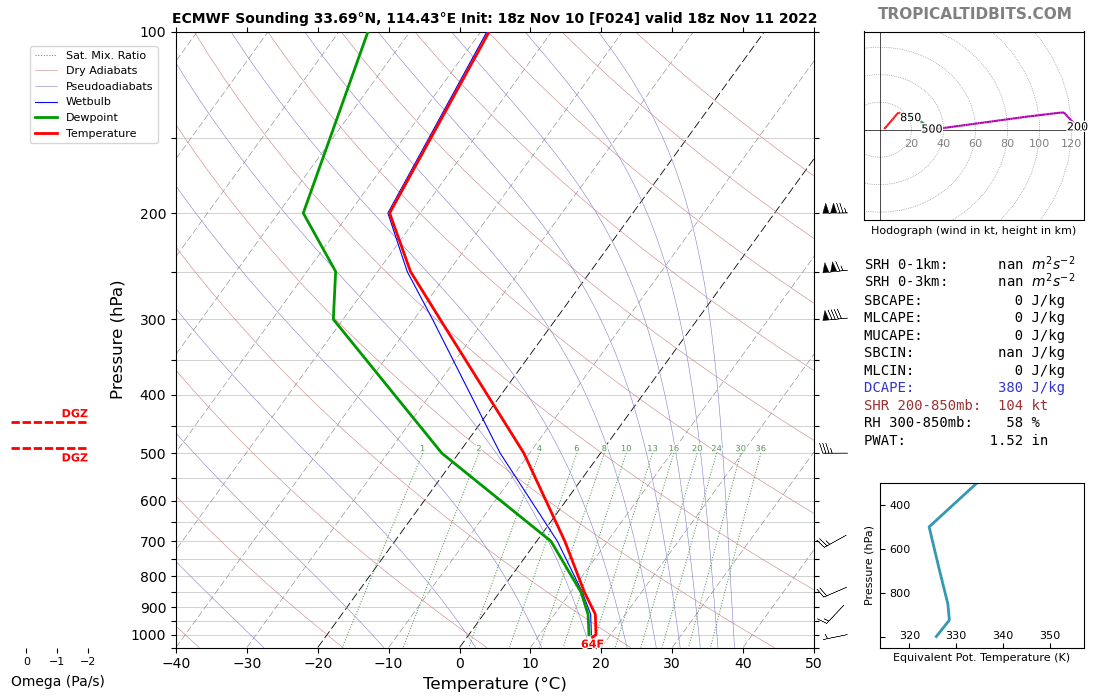 ECMWF Sounding 33.69°N, 114.43°E Init: 18z Nov 10 [F024] valid 18z Nov 11 2022
TROPICALTIDBITS.COM
Sat. Mix. Ratio
Dry Adiabats
Pseudoadiabats
Wetbulb
Dewpoint
Temperature
100
200
300
400
500
600
700
800
900
1000
Pressure (hPa)
1 2 4 6 8 10 13 16 20 24 30 36
64F
−40 −30 −20 −10 0 10 20 30 40 50
Temperature (°C)
DGZ
DGZ
0 −1 −2
Omega (Pa/s)
850
500
200
20 40 60 80 100 120
Hodograph (wind in kt, height in km)
SRH 0-1km: nan m²s⁻²
SRH 0-3km: nan m²s⁻²
SBCAPE: 0 J/kg
MLCAPE: 0 J/kg
MUCAPE: 0 J/kg
SBCIN: nan J/kg
MLCIN: 0 J/kg
DCAPE: 380 J/kg
SHR 200-850mb: 104 kt
RH 300-850mb: 58 %
PWAT: 1.52 in
400
600
800
Pressure (hPa)
320 330 340 350
Equivalent Pot. Temperature (K)